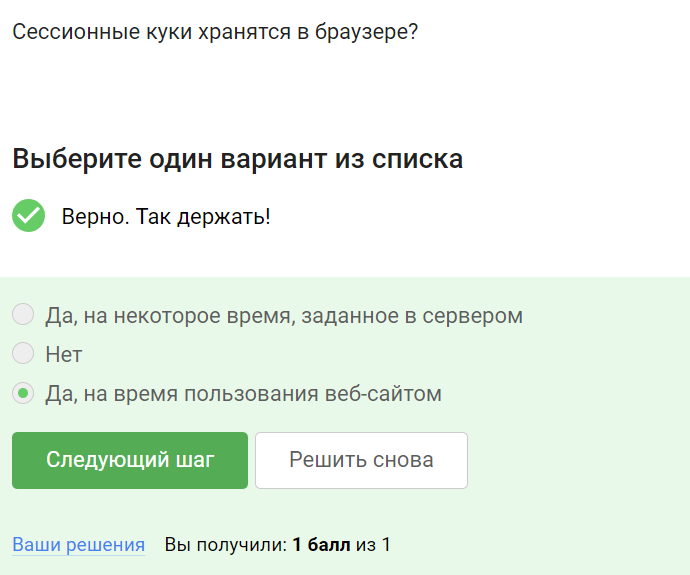 Сессионные куки хранятся в браузере?
Выберите один вариант из списка
Верно. Так держать!
Да, на некоторое время, заданное в сервером
Нет
Да, на время пользования веб-сайтом
Следующий шаг
Решить снова
Ваши решения Вы получили: 1 балл из 1